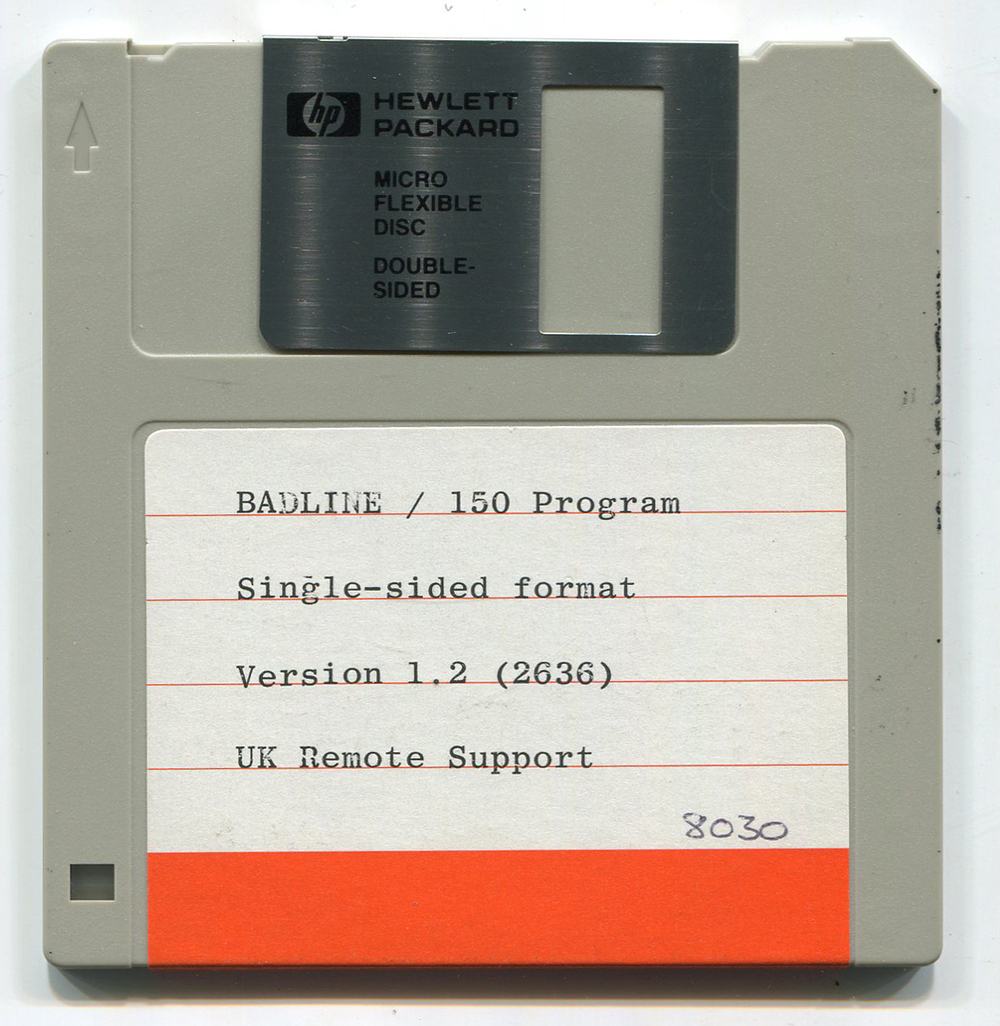 hp HEWLETT
PACKARD
MICRO
FLEXIBLE
DISC
DOUBLE-
SIDED
BADLINE / 150 Program
Single-sided format
Version 1.2 (2636)
UK Remote Support
8030